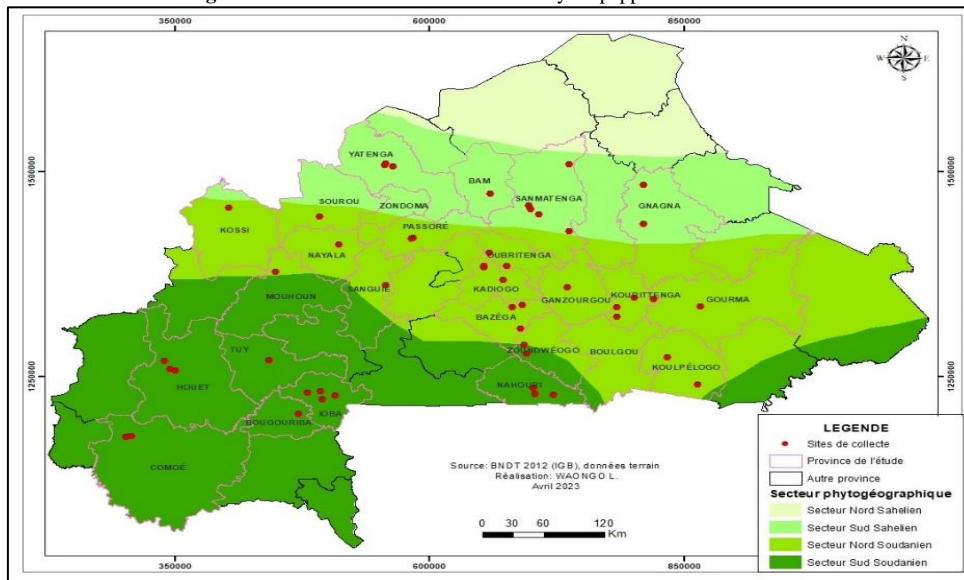 350000 600000 850000
N
W E
S
1500000 1500000
1250000 1250000
YATENGA
BAM
SANMATENGA
SOUROU
ZONDOMA
GNAGNA
KOSSI
PASSORÉ
NAYALA
OUBRITENGA
SANGUIÉ
KADIOGO
MOUHOUN
GANZOURGOU
KOURITTENGA
GOURMA
BAZÉGA
TUY
ZOUNDWÉOGO
BOULGOU
KOULPÉLOGO
HOUET
NAHOURI
IOBA
BOUGOURIBA
COMOÉ
Source: BNDT 2012 (IGB), données terrain
Réalisation: WAONGO L.
Avril 2023
0 30 60 120
Km
LEGENDE
Sites de collecte
Province de l'étude
Autre province
Secteur phytogéographique
Secteur Nord Sahelien
Secteur Sud Sahelien
Secteur Nord Soudanien
Secteur Sud Soudanien
350000 600000 850000